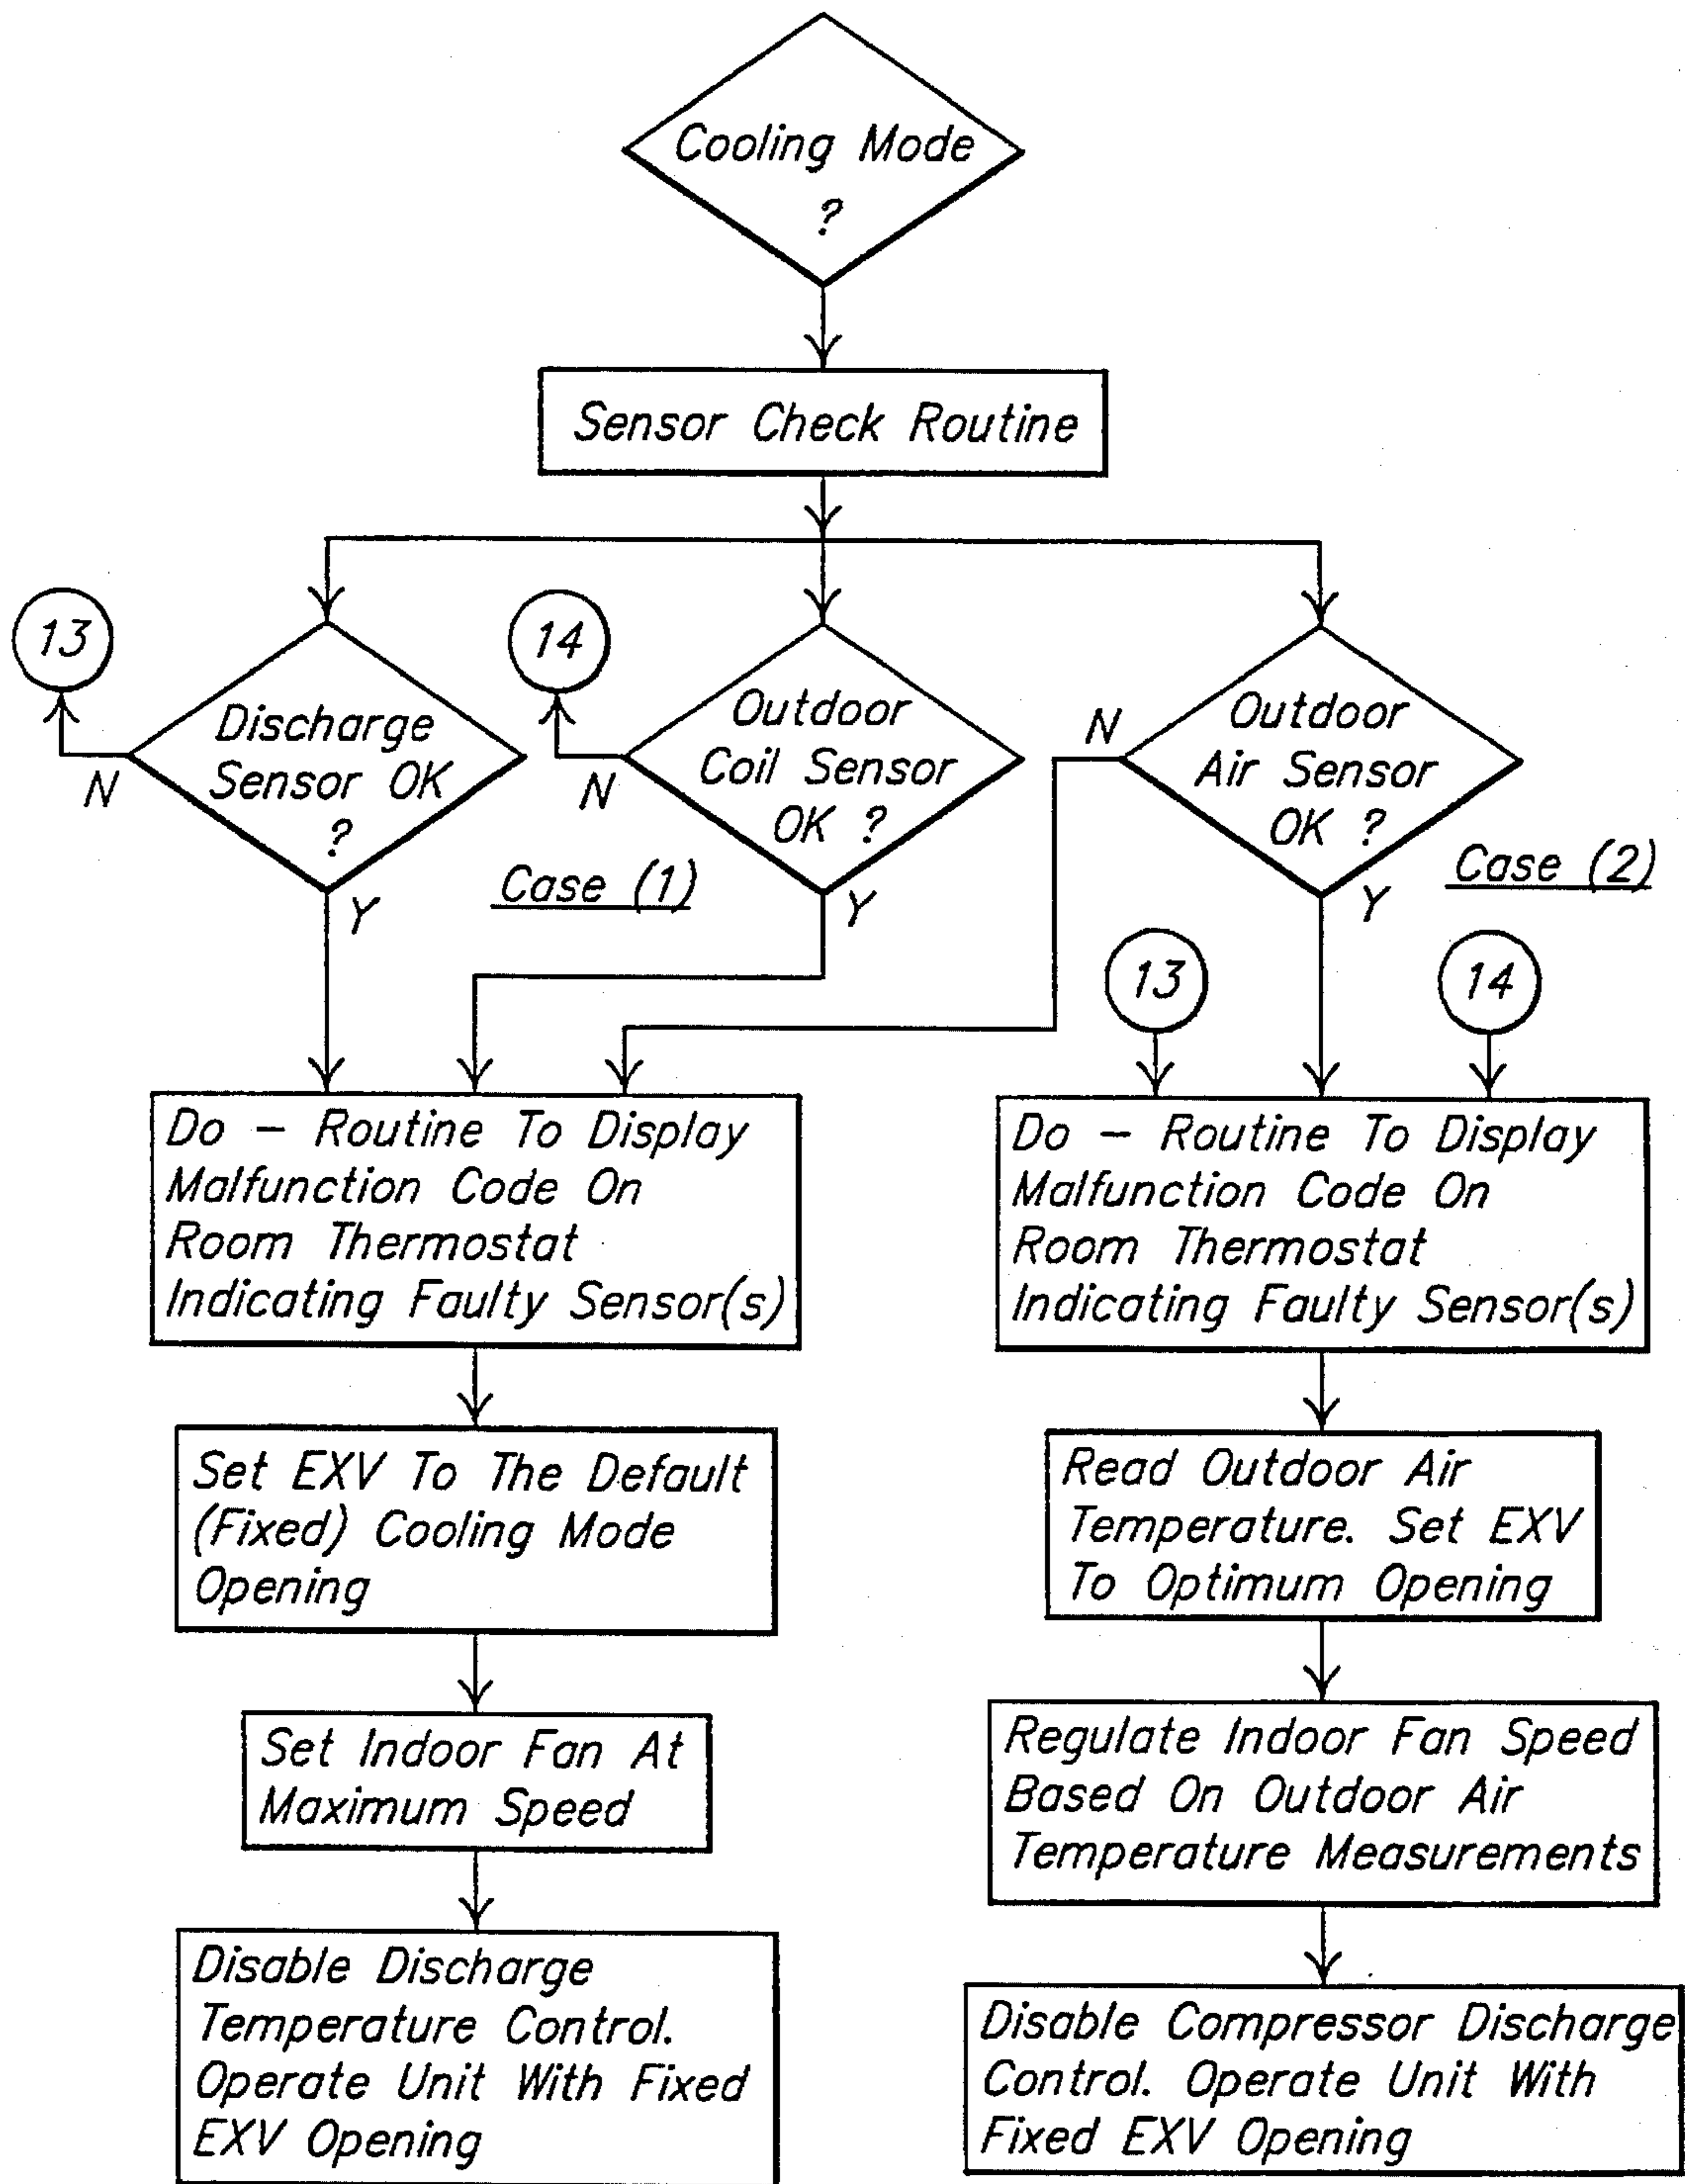 Cooling Mode
?
Sensor Check Routine
13
Discharge
Sensor OK
?
N
Y
14
Outdoor
Coil Sensor
OK ?
N
Y
Case (1)
Outdoor
Air Sensor
OK ?
N
Y
Case (2)
13
14
Do – Routine To Display
Malfunction Code On
Room Thermostat
Indicating Faulty Sensor(s)
Set EXV To The Default
(Fixed) Cooling Mode
Opening
Set Indoor Fan At
Maximum Speed
Disable Discharge
Temperature Control.
Operate Unit With Fixed
EXV Opening
Do – Routine To Display
Malfunction Code On
Room Thermostat
Indicating Faulty Sensor(s)
Read Outdoor Air
Temperature. Set EXV
To Optimum Opening
Regulate Indoor Fan Speed
Based On Outdoor Air
Temperature Measurements
Disable Compressor Discharge
Control. Operate Unit With
Fixed EXV Opening